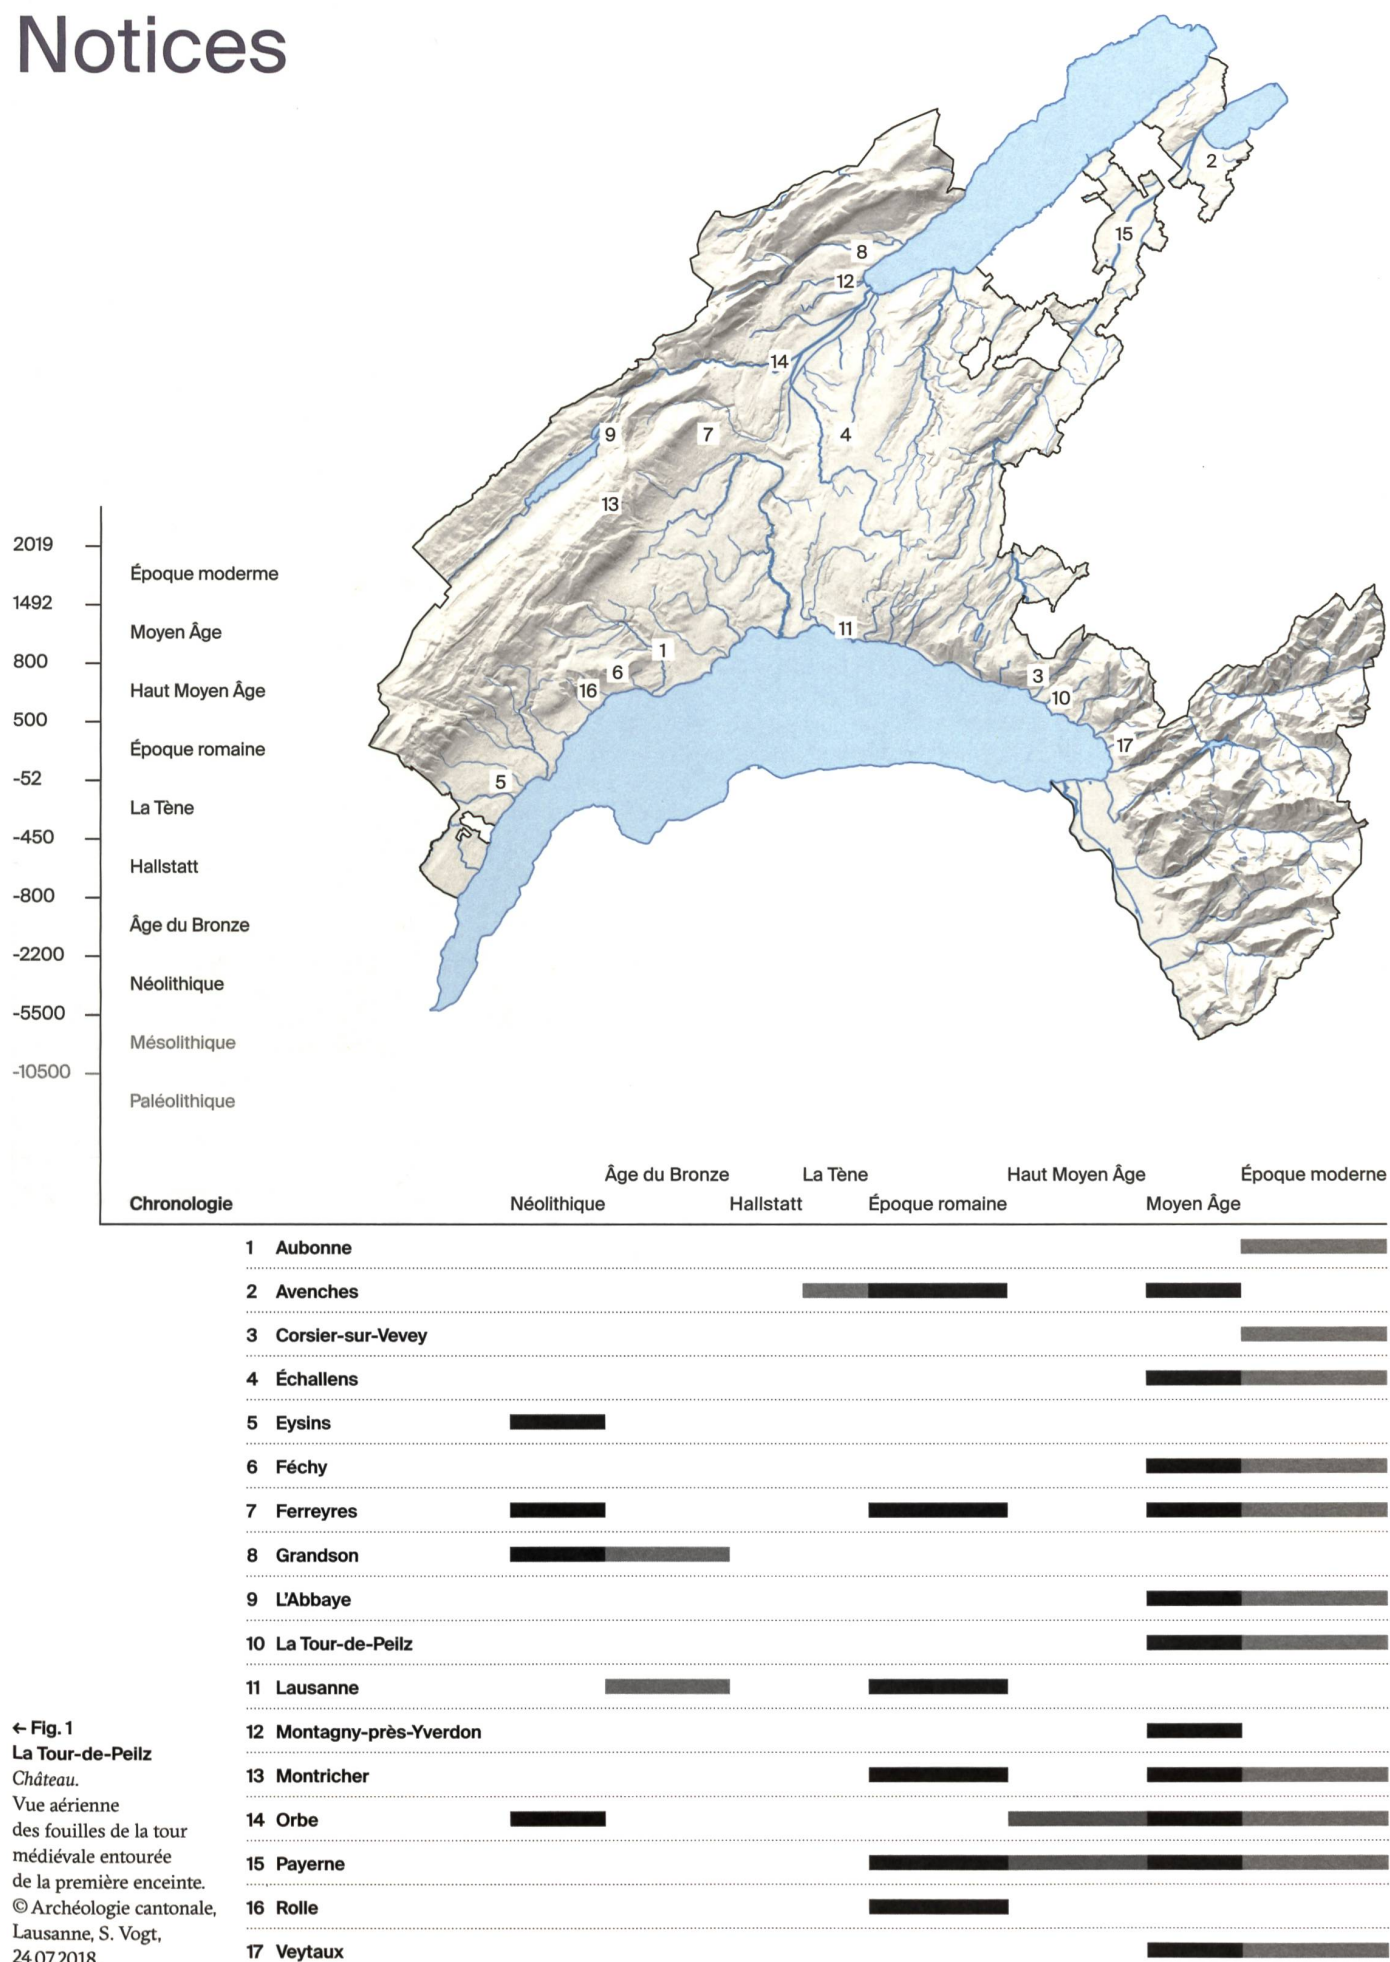 Notices
2
15
8
12
14
9
7
4
13
11
1
6
16
3
10
17
5
2019
Époque moderne
1492
Moyen Âge
800
Haut Moyen Âge
500
Époque romaine
-52
La Tène
-450
Hallstatt
-800
Âge du Bronze
-2200
Néolithique
-5500
Mésolithique
-10500
Paléolithique
Âge du Bronze La Tène Haut Moyen Âge Époque moderne
Chronologie Néolithique Hallstatt Époque romaine Moyen Âge
1 Aubonne
2 Avenches
3 Corsier-sur-Vevey
4 Échallens
5 Eysins
6 Féchy
7 Ferreyres
8 Grandson
9 L'Abbaye
10 La Tour-de-Peilz
11 Lausanne
12 Montagny-près-Yverdon
13 Montricher
14 Orbe
15 Payerne
16 Rolle
17 Veytaux
← Fig. 1
La Tour-de-Peilz
Château.
Vue aérienne
des fouilles de la tour
médiévale entourée
de la première enceinte.
© Archéologie cantonale,
Lausanne, S. Vogt,
24.07.2018